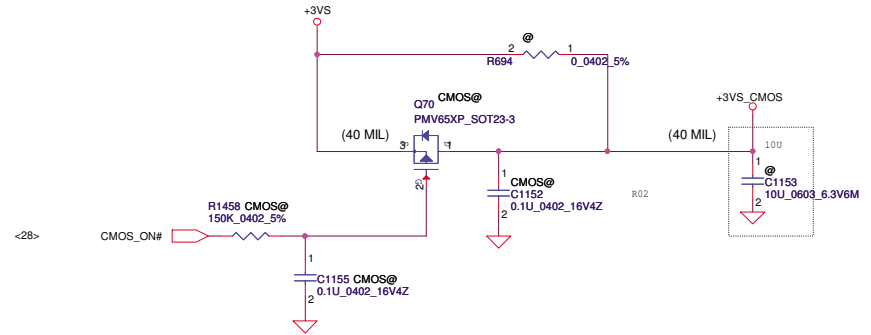 +3VS
@
2 1
R694 0_0402_5%
+3VS_CMOS
Q70 CMOS@
PMV65XP_SOT23-3
(40 MIL) 3 S D 1 (40 MIL)
10U
G
2
1 1
CMOS@ @
C1152 C1153
0.1U_0402_16V4Z 10U_0603_6.3V6M
R02
2 2
R1458 CMOS@
150K_0402_5%
<28> CMOS_ON#
1
C1155 CMOS@
0.1U_0402_16V4Z
2